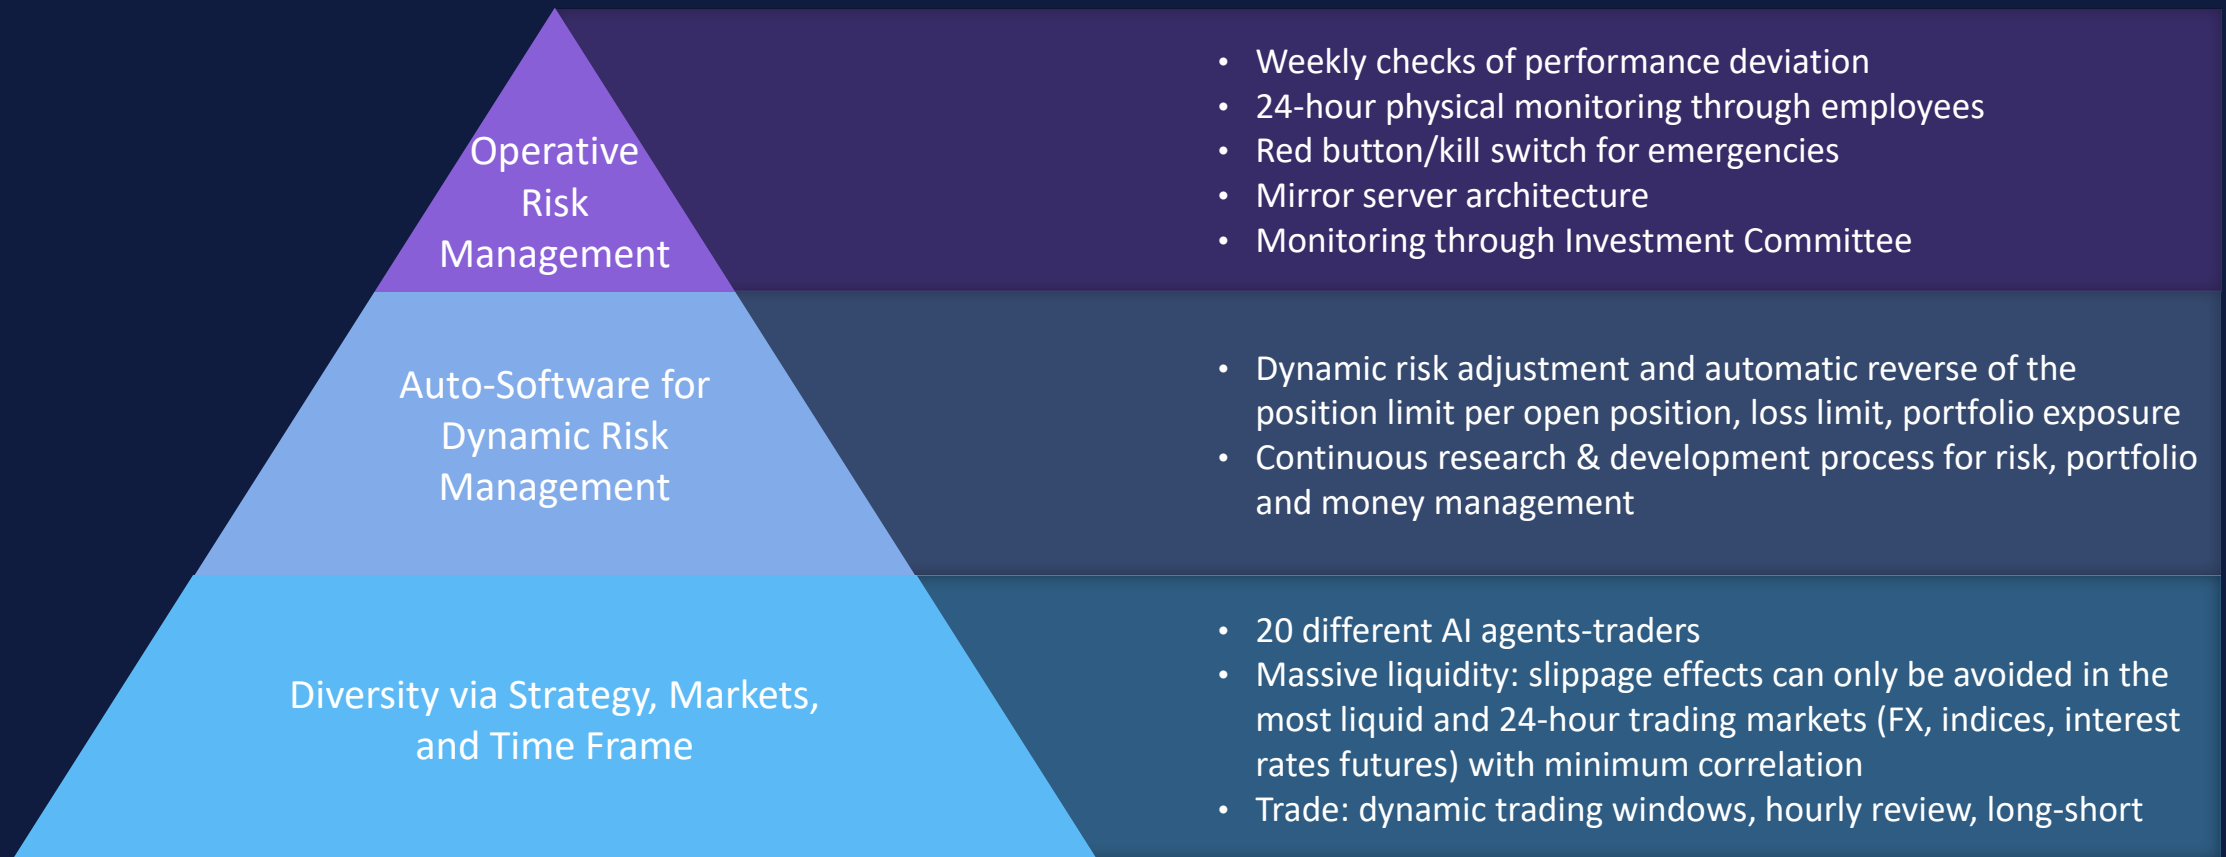 Operative
Risk
Management
• Weekly checks of performance deviation
• 24-hour physical monitoring through employees
• Red button/kill switch for emergencies
• Mirror server architecture
• Monitoring through Investment Committee
Auto-Software for
Dynamic Risk
Management
• Dynamic risk adjustment and automatic reverse of the
position limit per open position, loss limit, portfolio exposure
• Continuous research & development process for risk, portfolio
and money management
Diversity via Strategy, Markets,
and Time Frame
• 20 different AI agents-traders
• Massive liquidity: slippage effects can only be avoided in the
most liquid and 24-hour trading markets (FX, indices, interest
rates futures) with minimum correlation
• Trade: dynamic trading windows, hourly review, long-short